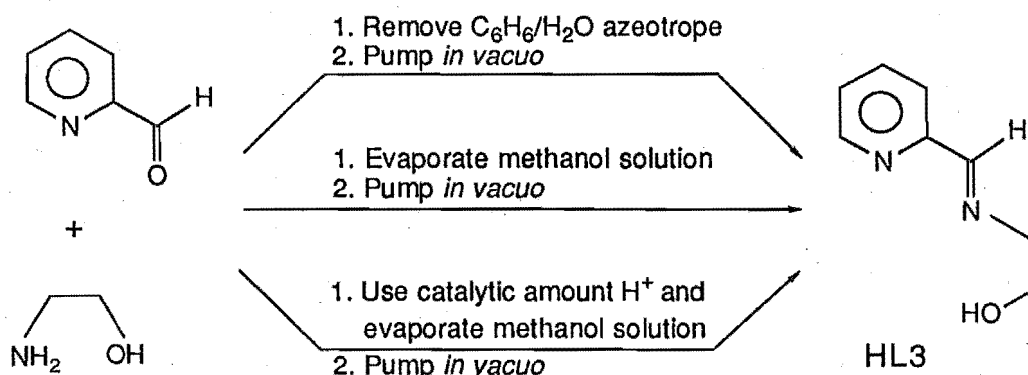 1. Remove C₆H₆/H₂O azeotrope
2. Pump in vacuo
H
N
O
1. Evaporate methanol solution
2. Pump in vacuo
H
N
N
+
1. Use catalytic amount H⁺ and
evaporate methanol solution
2. Pump in vacuo
NH₂ OH
HO
HL3